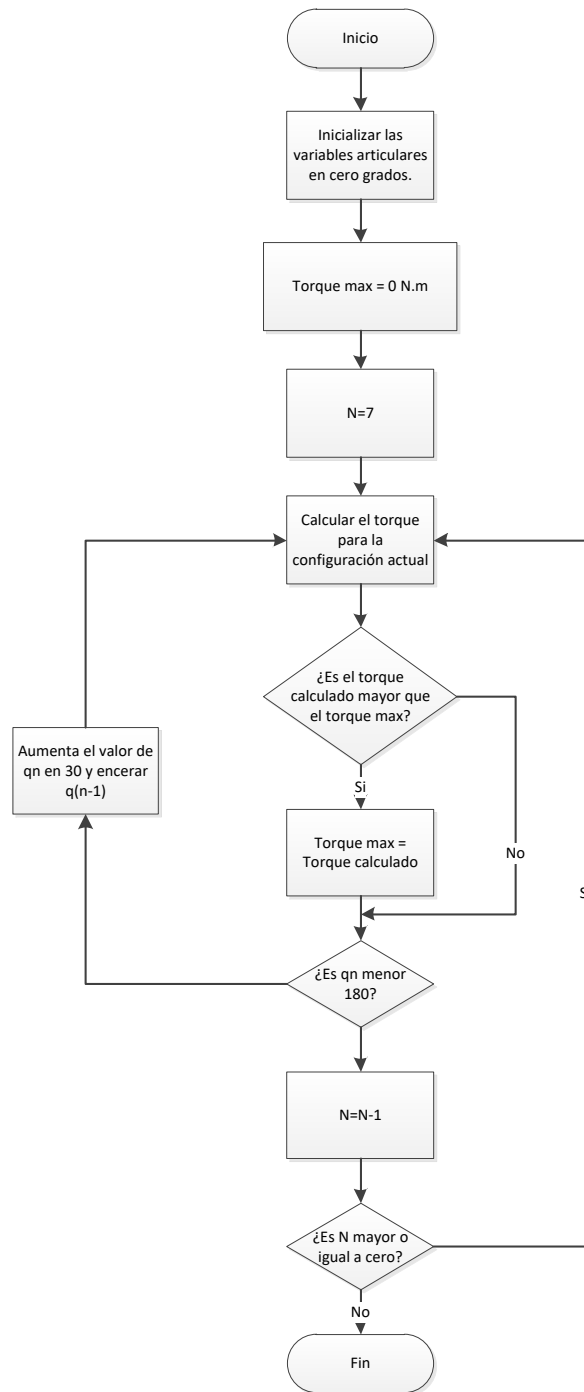 Inicio
Inicializar las
variables articulares
en cero grados.
Torque max = 0 N.m
N=7
Calcular el torque
para la
configuración actual
¿Es el torque
calculado mayor que
el torque max?
Aumenta el valor de
qn en 30 y encerar
q(n-1)
Si
Torque max =
Torque calculado
No
¿Es qn menor
180?
N=N-1
¿Es N mayor o
igual a cero?
No
Fin